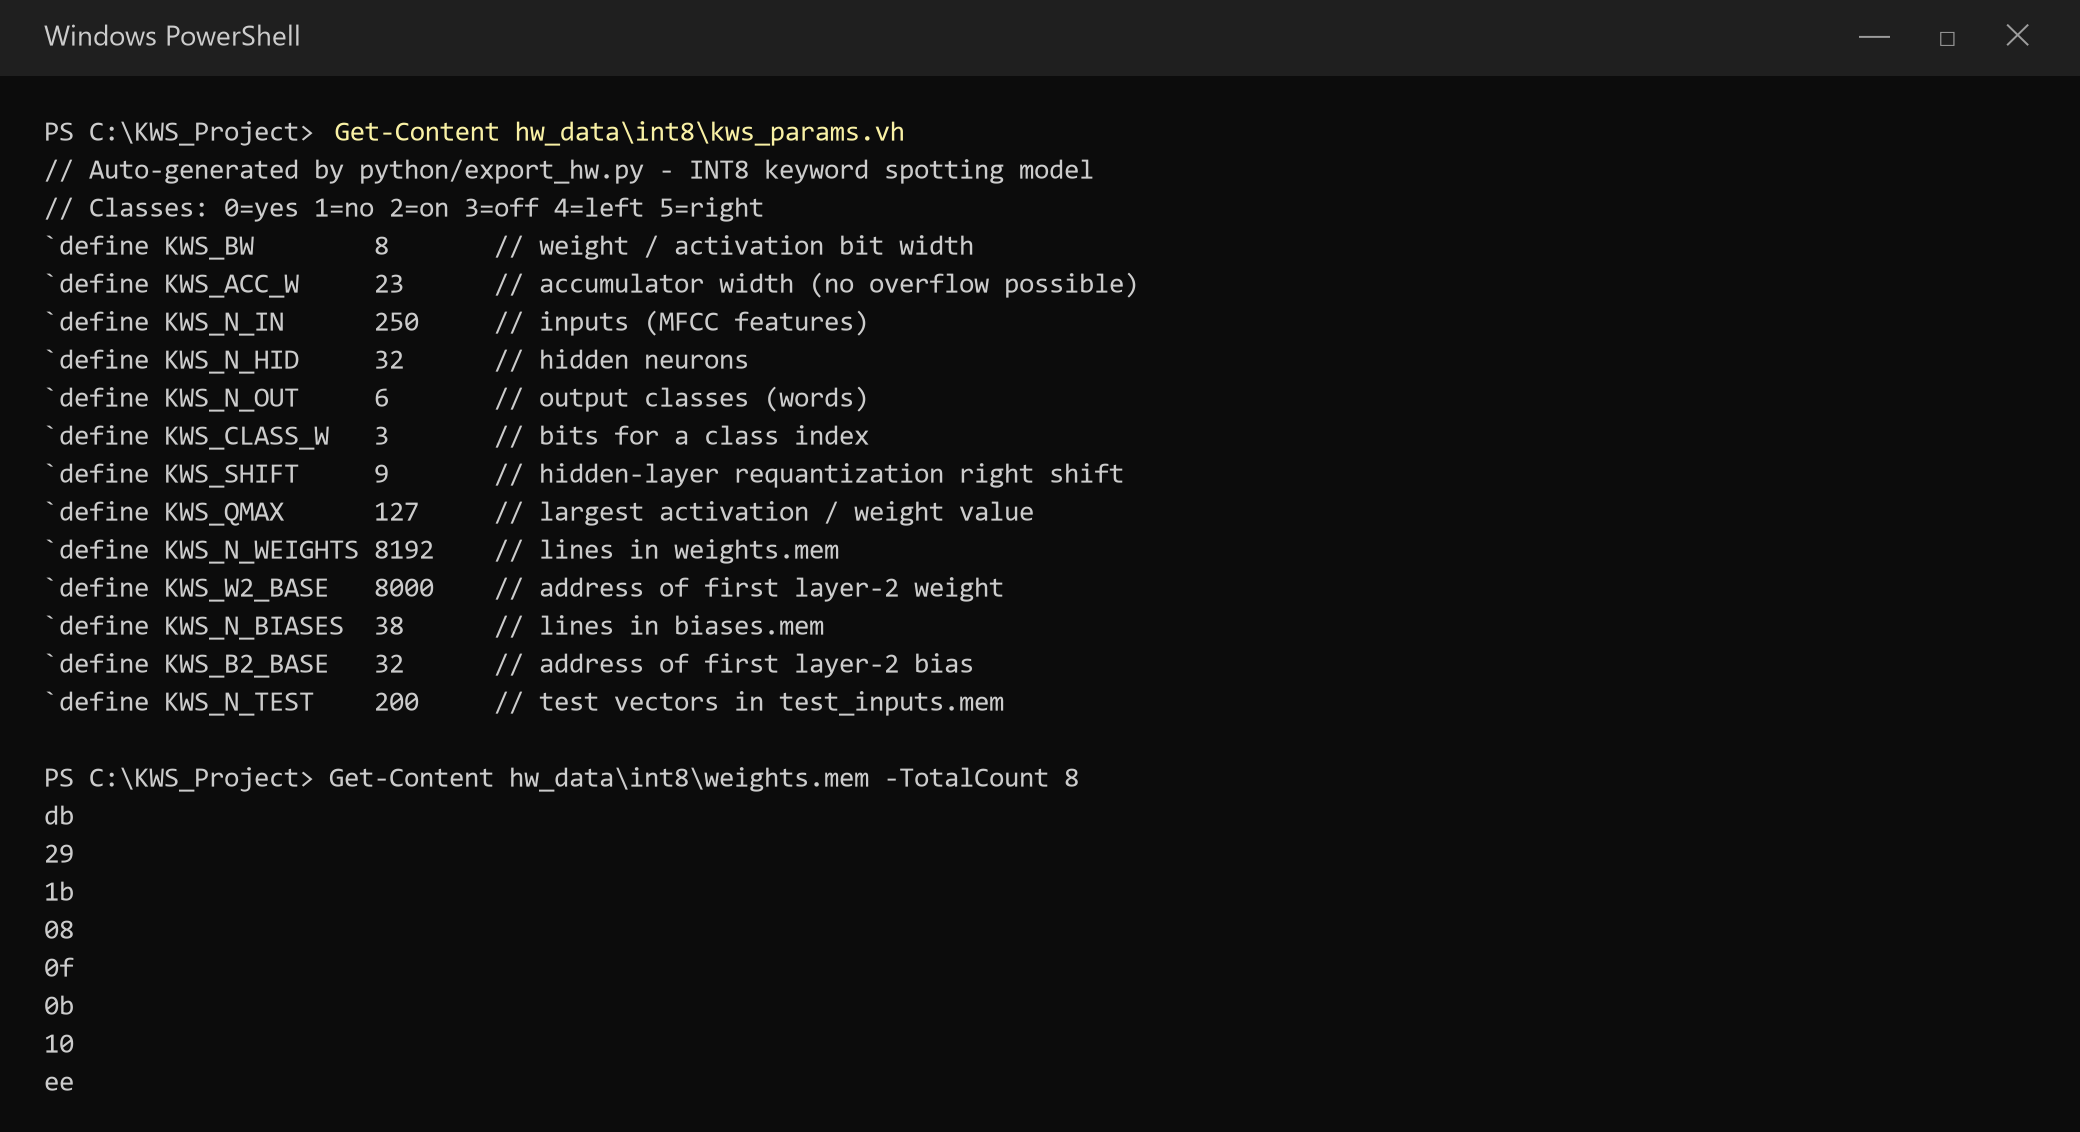 Windows PowerShell
PS C:\KWS_Project> Get-Content hw_data\int8\kws_params.vh
// Auto-generated by python/export_hw.py - INT8 keyword spotting model
// Classes: 0=yes 1=no 2=on 3=off 4=left 5=right
`define KWS_BW        8       // weight / activation bit width
`define KWS_ACC_W     23      // accumulator width (no overflow possible)
`define KWS_N_IN      250     // inputs (MFCC features)
`define KWS_N_HID     32      // hidden neurons
`define KWS_N_OUT     6       // output classes (words)
`define KWS_CLASS_W   3       // bits for a class index
`define KWS_SHIFT     9       // hidden-layer requantization right shift
`define KWS_QMAX      127     // largest activation / weight value
`define KWS_N_WEIGHTS 8192    // lines in weights.mem
`define KWS_W2_BASE   8000    // address of first layer-2 weight
`define KWS_N_BIASES  38      // lines in biases.mem
`define KWS_B2_BASE   32      // address of first layer-2 bias
`define KWS_N_TEST    200     // test vectors in test_inputs.mem
PS C:\KWS_Project> Get-Content hw_data\int8\weights.mem -TotalCount 8
db
29
1b
08
0f
0b
10
ee